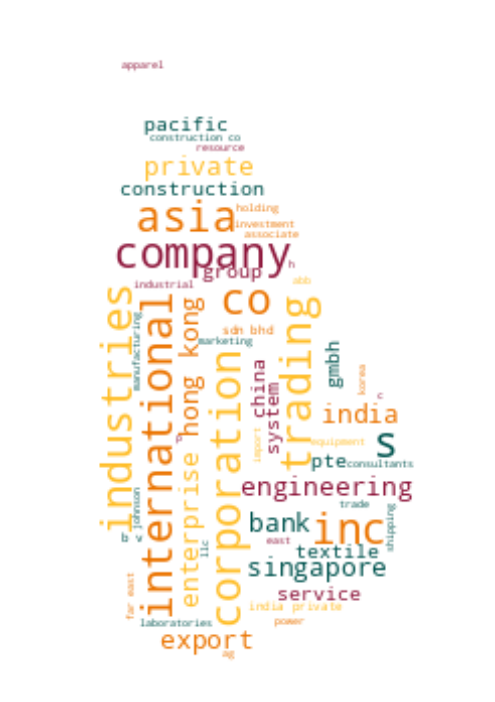 apparel
pacific
construction co
resource
private
construction
asia
holding
investment
associate
company
group
h
industrial
abb
industries
international
manufacturing
hong kong
co
trading
sdn bhd
marketing
corporation
china
system
gmbh
korea
c
india
s
import
equipment
pte
consultants
enterprise
p
engineering
trade
shipping
bank
inc
east
textile
johnson
c
b
llc
singapore
service
far east
india private
laboratories
power
export
ag